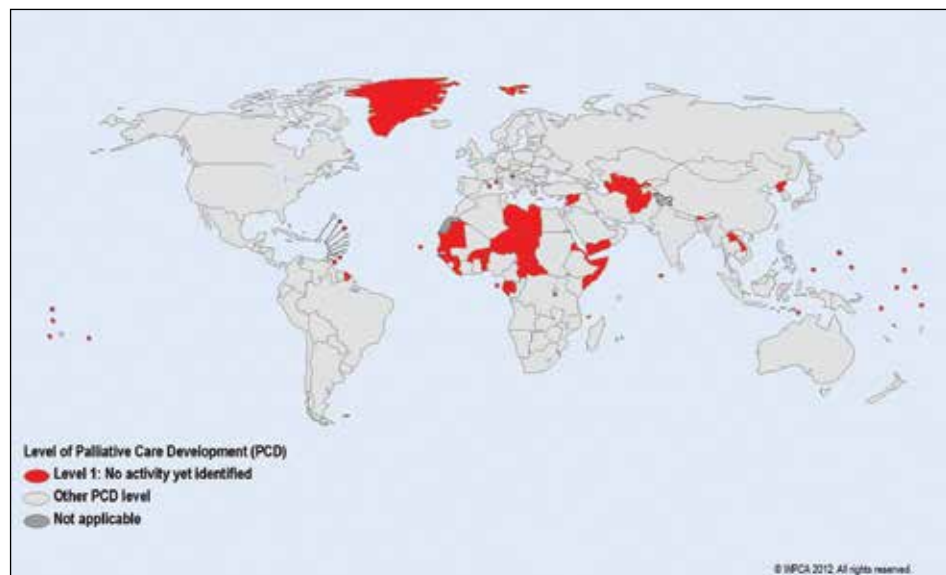 Level of Palliative Care Development (PCD)
Level 1: No activity yet identified
Other PCD level
Not applicable
© WPCA 2012. All rights reserved.